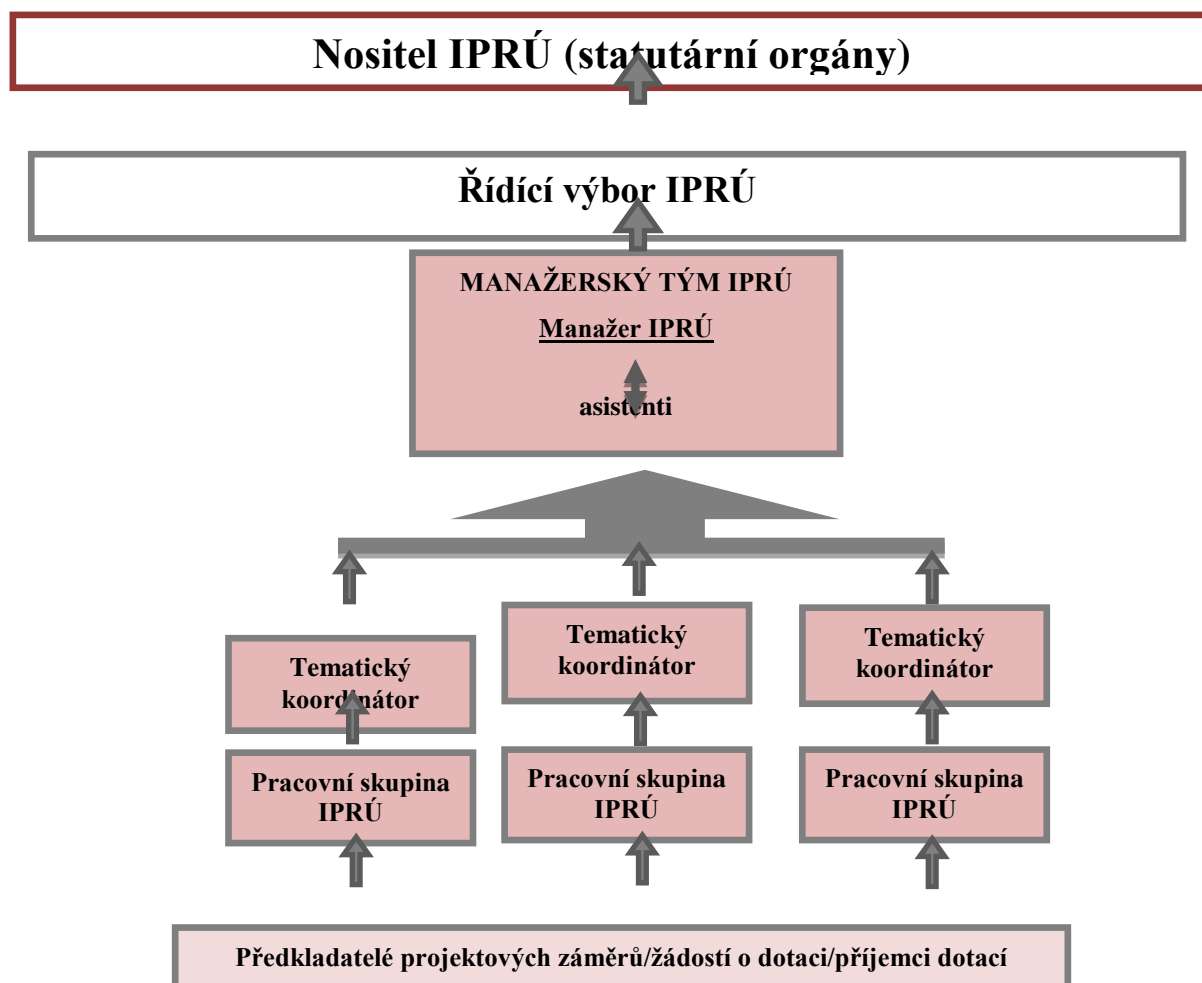 Nositel IPRÚ (statutární orgány)
Řídící výbor IPRÚ
MANAŽERSKÝ TÝM IPRÚ
Manažer IPRÚ
asistenti
Tematický
koordinátor
Tematický
koordinátor
Tematický
koordinátor
Pracovní skupina
IPRÚ
Pracovní skupina
IPRÚ
Pracovní skupina
IPRÚ
Předkladatelé projektových záměrů/žádostí o dotaci/příjemci dotací